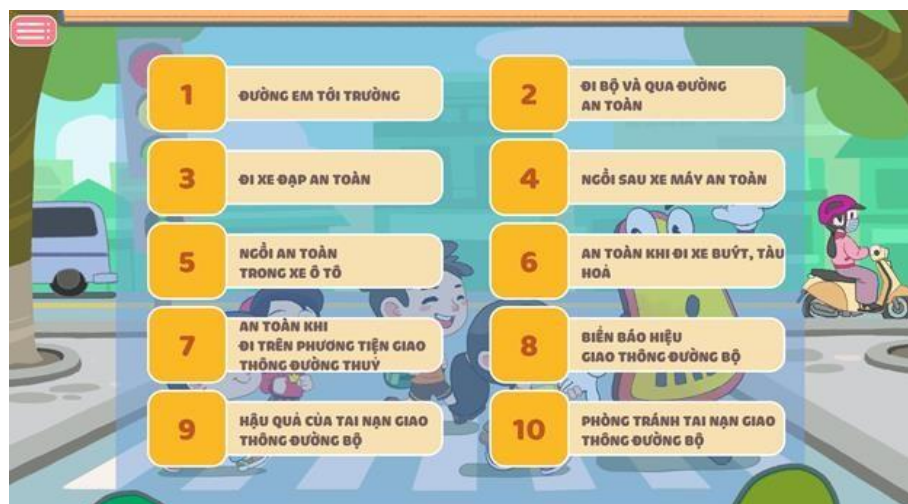 1
ĐƯỜNG EM TỚI TRƯỜNG
2
ĐI BỘ VÀ QUA ĐƯỜNG
AN TOÀN
3
ĐI XE ĐẠP AN TOÀN
4
NGỒI SAU XE MÁY AN TOÀN
5
NGỒI AN TOÀN
TRONG XE Ô TÔ
6
AN TOÀN KHI ĐI XE BUÝT, TÀU
HOẢ
7
AN TOÀN KHI
ĐI TRÊN PHƯƠNG TIỆN GIAO
THÔNG ĐƯỜNG THUỶ
8
BIỂN BÁO HIỆU
GIAO THÔNG ĐƯỜNG BỘ
9
HẬU QUẢ CỦA TAI NẠN GIAO
THÔNG ĐƯỜNG BỘ
10
PHÒNG TRÁNH TAI NẠN GIAO
THÔNG ĐƯỜNG BỘ